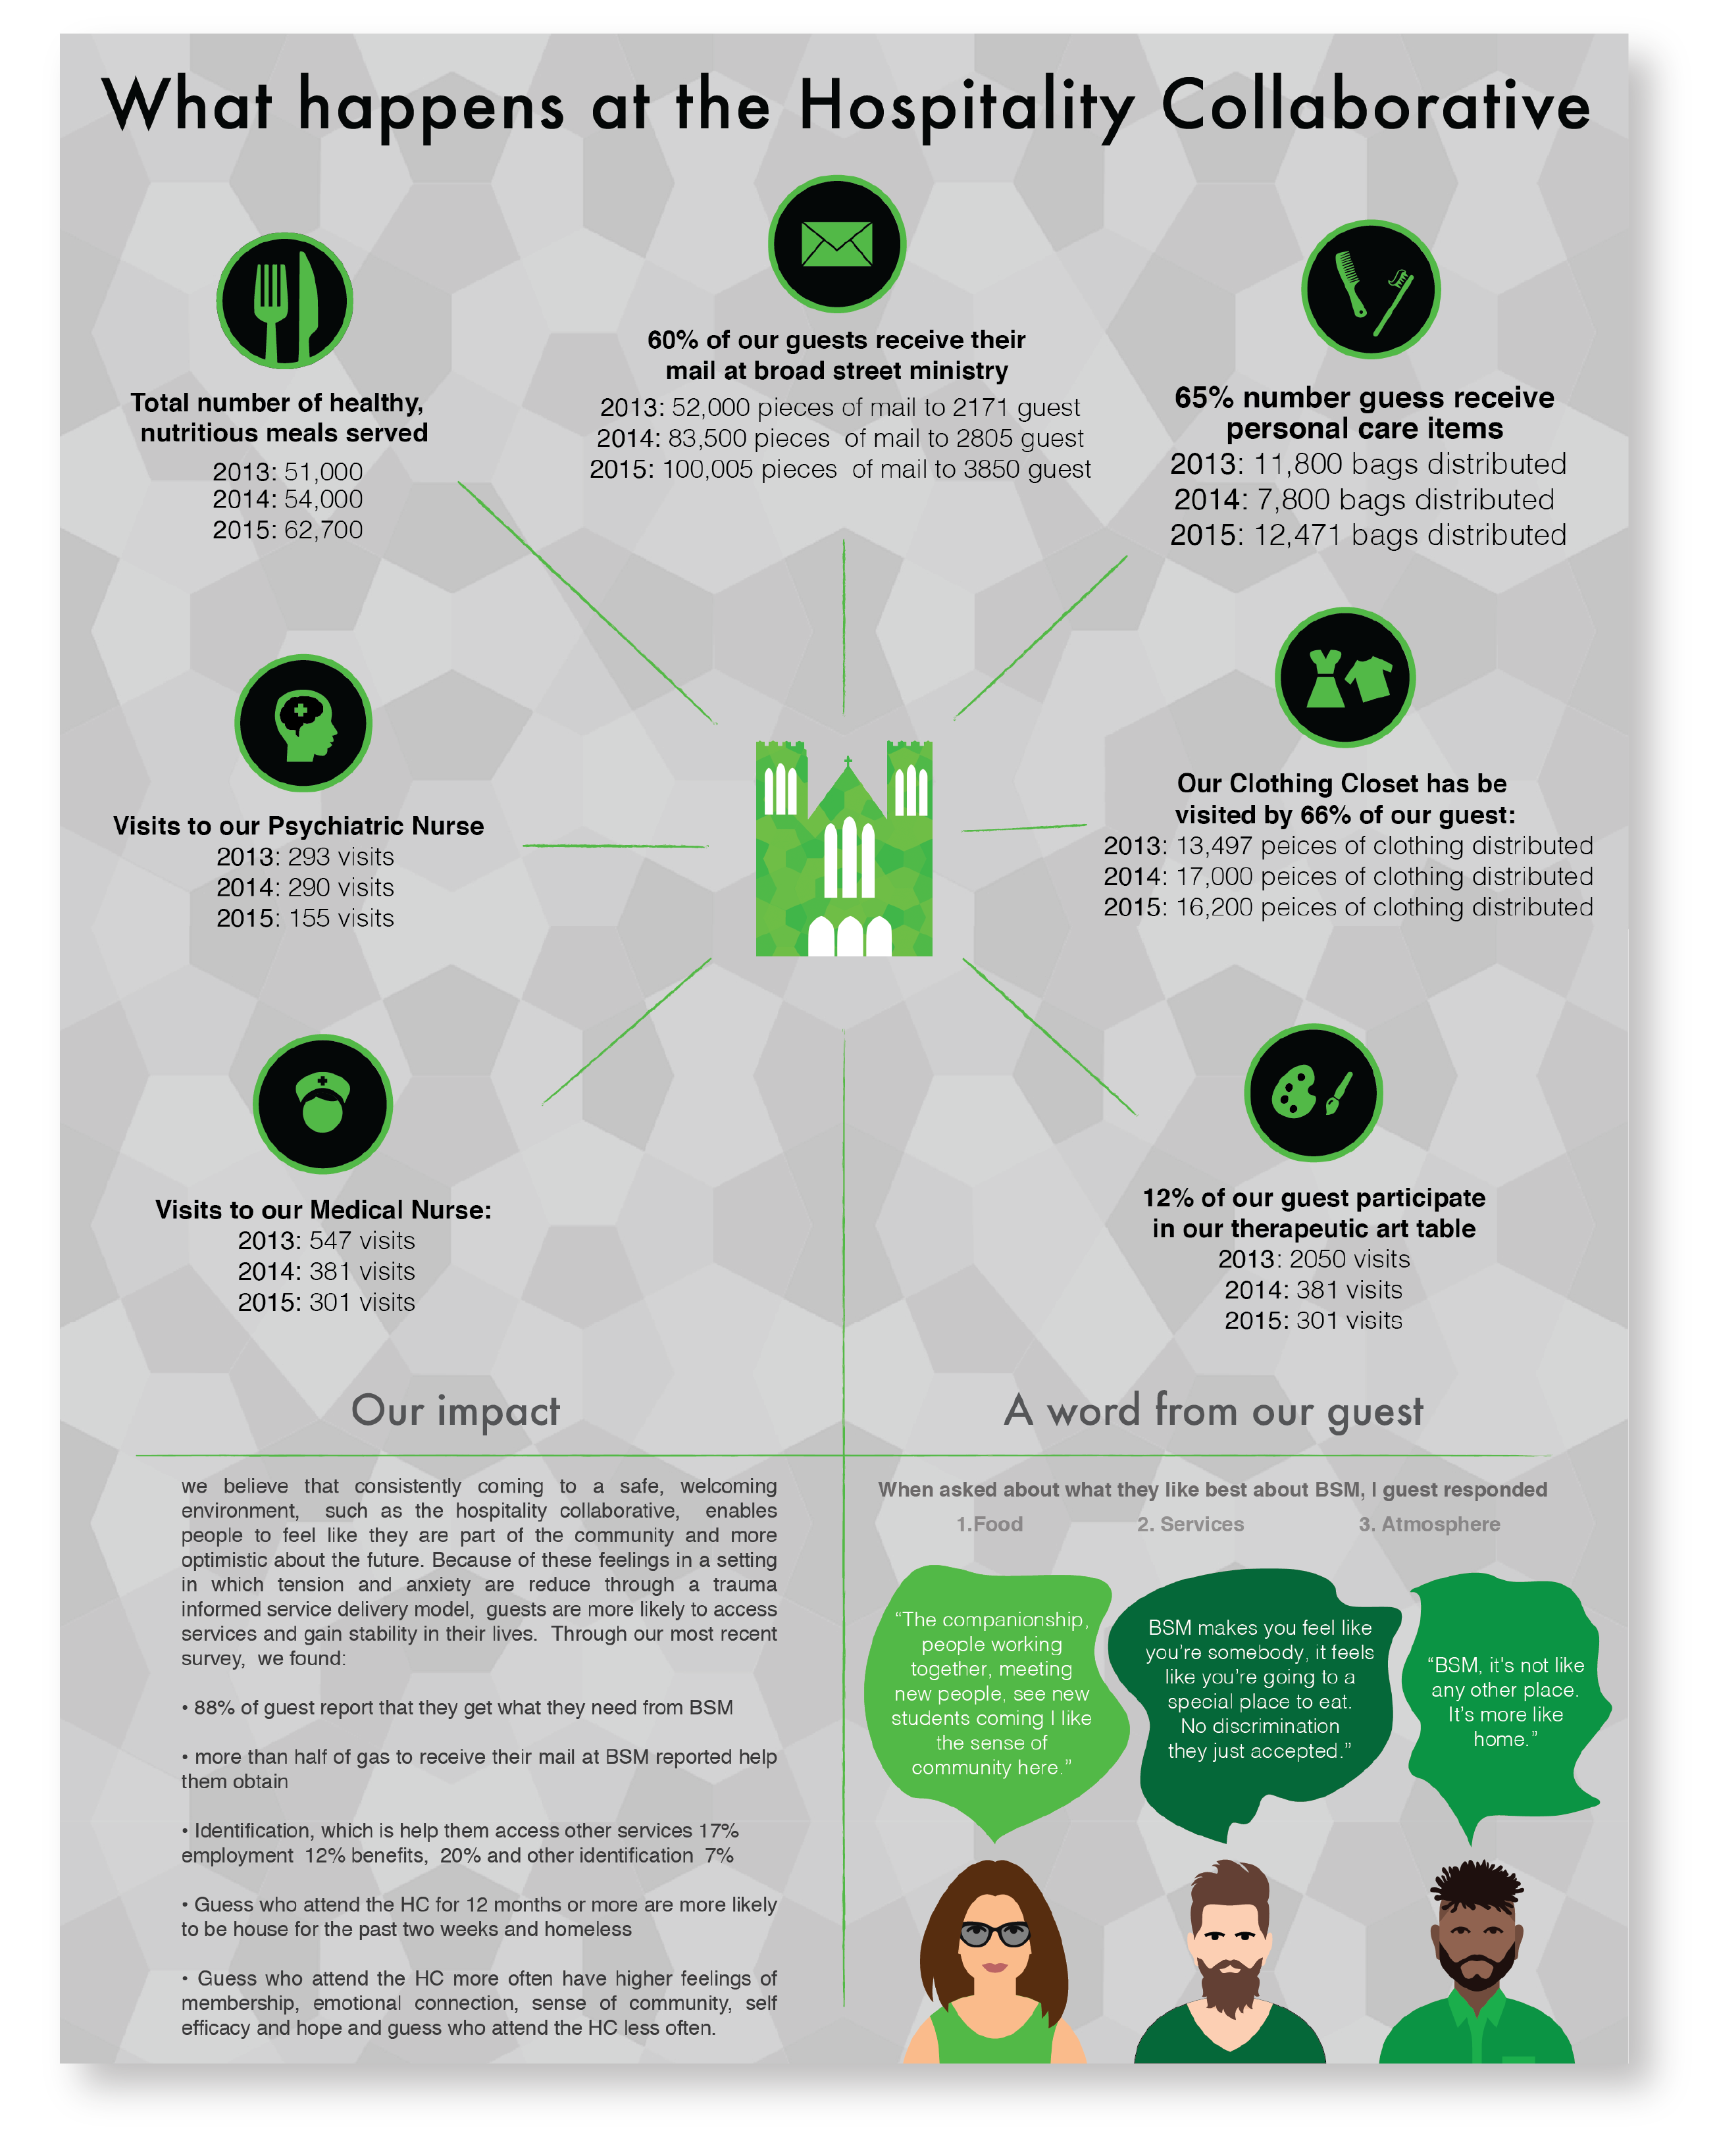 What happens at the Hospitality Collaborative
Total number of healthy,
nutritious meals served
2013: 51,000
2014: 54,000
2015: 62,700
60% of our guests receive their
mail at broad street ministry
2013: 52,000 pieces of mail to 2171 guest
2014: 83,500 pieces of mail to 2805 guest
2015: 100,005 pieces of mail to 3850 guest
65% number guess receive
personal care items
2013: 11,800 bags distributed
2014: 7,800 bags distributed
2015: 12,471 bags distributed
Visits to our Psychiatric Nurse
2013: 293 visits
2014: 290 visits
2015: 155 visits
Our Clothing Closet has be
visited by 66% of our guest:
2013: 13,497 peices of clothing distributed
2014: 17,000 peices of clothing distributed
2015: 16,200 peices of clothing distributed
Visits to our Medical Nurse:
2013: 547 visits
2014: 381 visits
2015: 301 visits
12% of our guest participate
in our therapeutic art table
2013: 2050 visits
2014: 381 visits
2015: 301 visits
Our impact
we believe that consistently coming to a safe, welcoming
environment, such as the hospitality collaborative, enables
people to feel like they are part of the community and more
optimistic about the future. Because of these feelings in a setting
in which tension and anxiety are reduce through a trauma
informed service delivery model, guests are more likely to access
services and gain stability in their lives. Through our most recent
survey, we found:
• 88% of guest report that they get what they need from BSM
• more than half of gas to receive their mail at BSM reported help
them obtain
• Identification, which is help them access other services 17%
employment 12% benefits, 20% and other identification 7%
• Guess who attend the HC for 12 months or more are more likely
to be house for the past two weeks and homeless
• Guess who attend the HC more often have higher feelings of
membership, emotional connection, sense of community, self
efficacy and hope and guess who attend the HC less often.
A word from our guest
When asked about what they like best about BSM, I guest responded
1.Food 2. Services 3. Atmosphere
“The companionship,
people working
together, meeting
new people, see new
students coming I like
the sense of
community here.”
BSM makes you feel like
you’re somebody, it feels
like you’re going to a
special place to eat.
No discrimination
they just accepted.”
“BSM, it's not like
any other place.
It’s more like
home.”